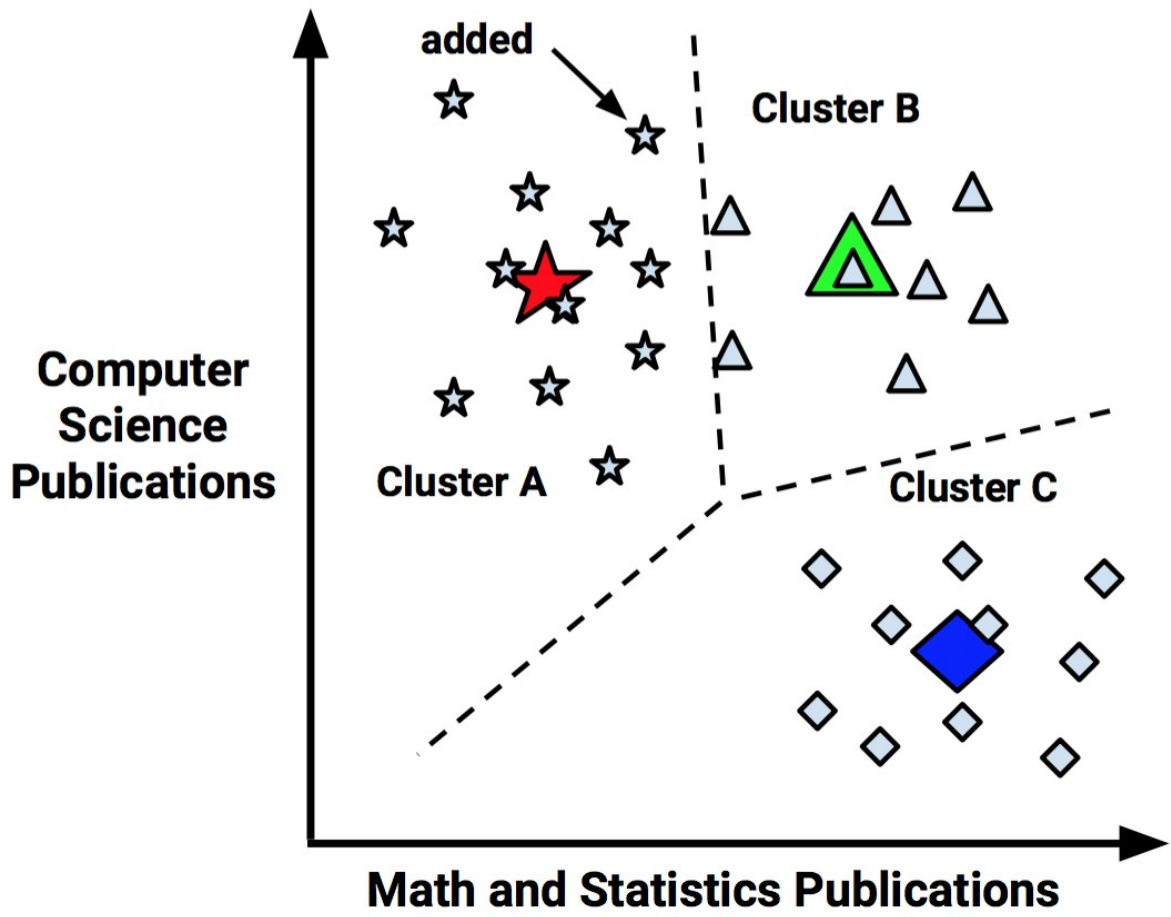 added
Cluster B
Computer
Science
Publications
Cluster A
Cluster C
Math and Statistics Publications